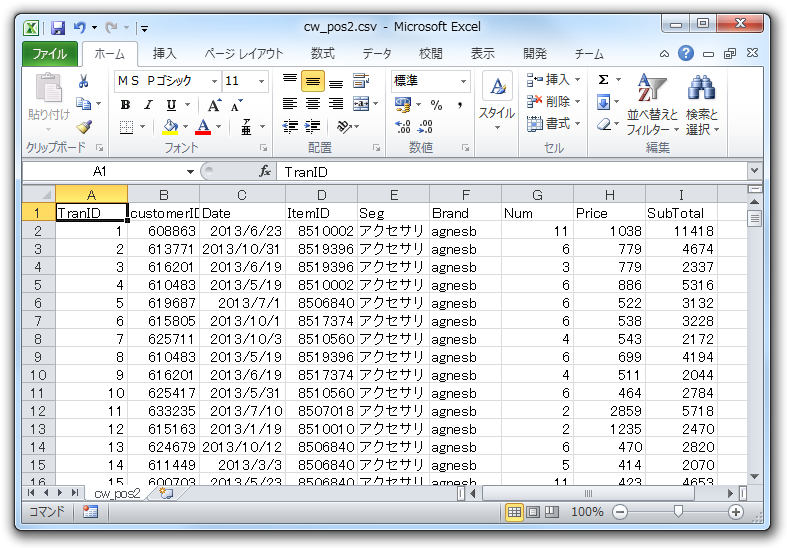 cw_pos2.csv - Microsoft Excel
ファイル ホーム 挿入 ページ レイアウト 数式 データ 校閲 表示 開発 チーム
貼り付け
クリップボード
ＭＳ Ｐゴシック 11
B I U A A
A 亜
フォント
配置
標準
% ,
数値
A
スタイル
挿入
削除
書式
セル
Σ
並べ替えと
フィルター
検索と
選択
編集
A1 fx TranID
A B C D E F G H I
1 TranID customerID Date ItemID Seg Brand Num Price SubTotal
2 1 608863 2013/6/23 8510002 アクセサリ agnesb 11 1038 11418
3 2 613771 2013/10/31 8519396 アクセサリ agnesb 6 779 4674
4 3 616201 2013/6/19 8519396 アクセサリ agnesb 3 779 2337
5 4 610483 2013/5/19 8510002 アクセサリ agnesb 6 886 5316
6 5 619687 2013/7/1 8506840 アクセサリ agnesb 6 522 3132
7 6 615805 2013/10/1 8517374 アクセサリ agnesb 6 538 3228
8 7 625711 2013/10/3 8510560 アクセサリ agnesb 4 543 2172
9 8 610483 2013/5/19 8519396 アクセサリ agnesb 6 699 4194
10 9 616201 2013/6/19 8517374 アクセサリ agnesb 4 511 2044
11 10 625417 2013/5/31 8510560 アクセサリ agnesb 6 464 2784
12 11 633235 2013/7/10 8507018 アクセサリ agnesb 2 2859 5718
13 12 615163 2013/1/19 8510010 アクセサリ agnesb 2 1235 2470
14 13 624679 2013/10/12 8506840 アクセサリ agnesb 6 470 2820
15 14 611449 2013/3/3 8506840 アクセサリ agnesb 5 414 2070
16 15 600703 2013/5/23 8506840 アクセサリ agnesb 11 423 4653
cw_pos2
コマンド 100%